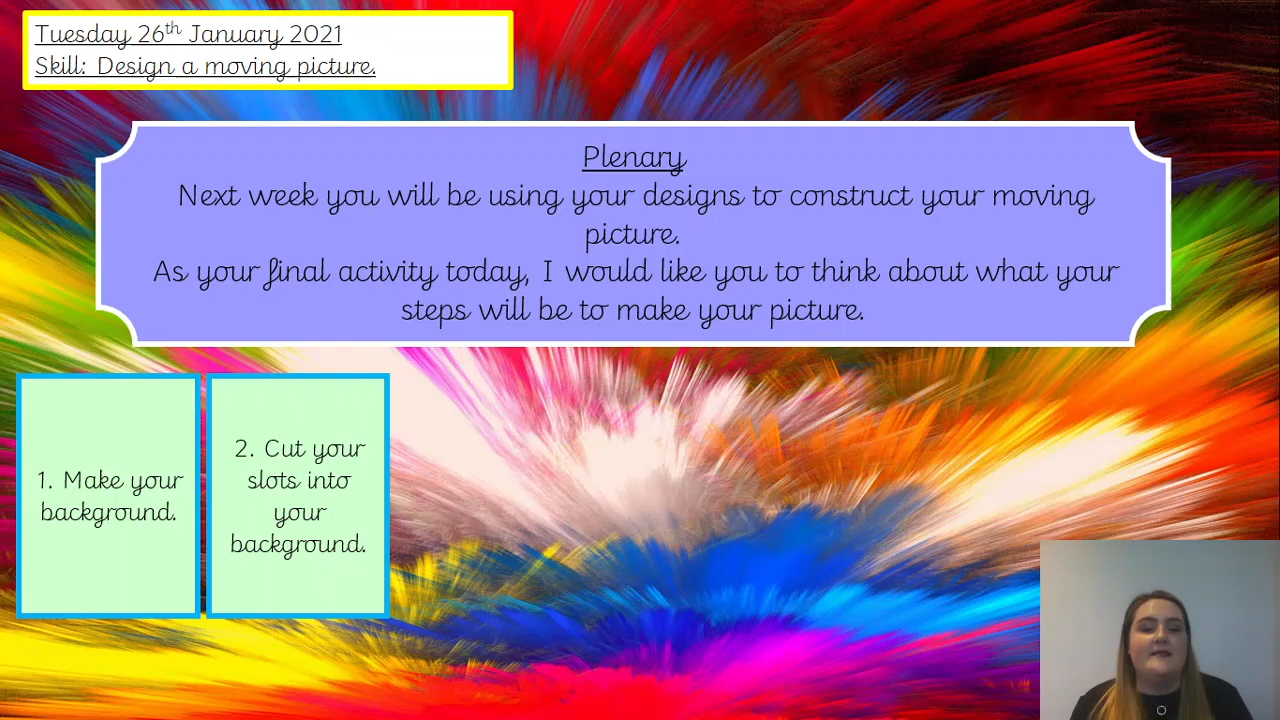 Tuesday 26th January 2021
Skill: Design a moving picture.
Plenary
Next week you will be using your designs to construct your moving
picture.
As your final activity today, I would like you to think about what your
steps will be to make your picture.
1. Make your
background.
2. Cut your
slots into
your
background.